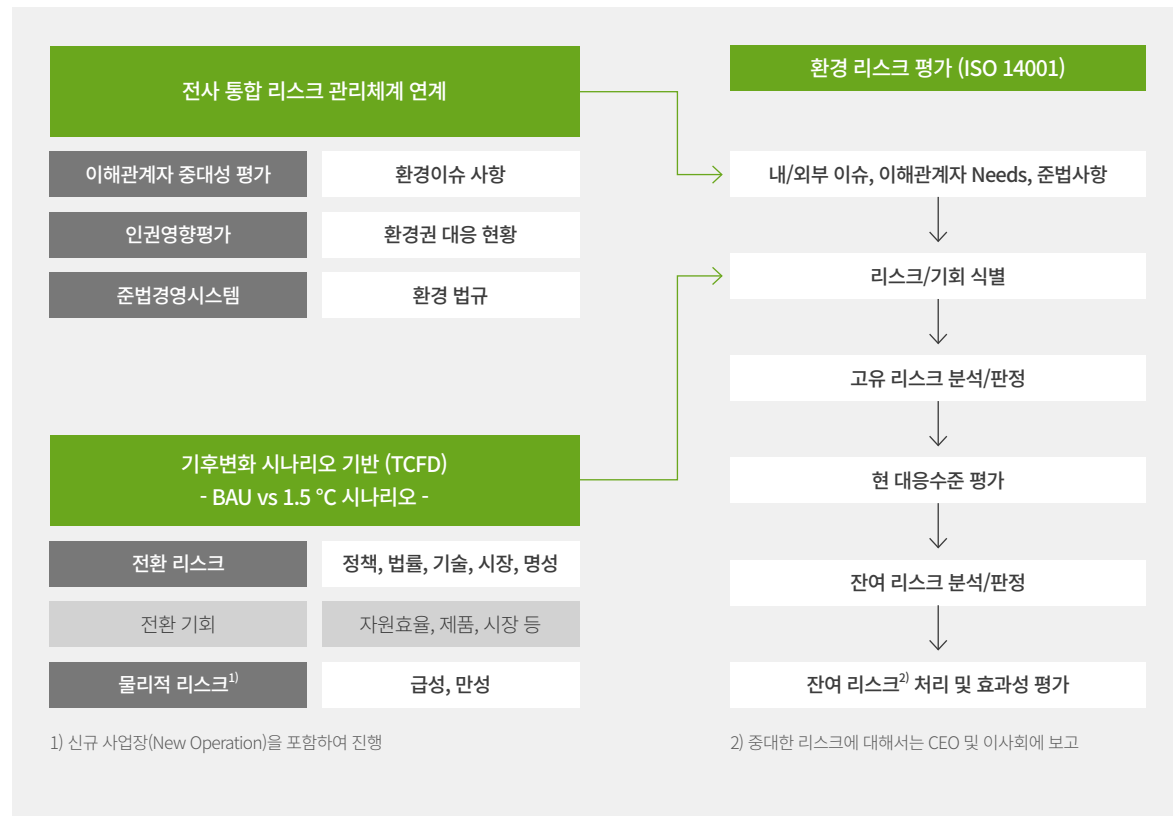 전사 통합 리스크 관리체계 연계
이해관계자 중대성 평가
환경이슈 사항
인권영향평가
환경권 대응 현황
준법경영시스템
환경 법규
기후변화 시나리오 기반 (TCFD)
- BAU vs 1.5 °C 시나리오 -
전환 리스크
정책, 법률, 기술, 시장, 명성
전환 기회
자원효율, 제품, 시장 등
물리적 리스크1)
급성, 만성
1) 신규 사업장(New Operation)을 포함하여 진행
환경 리스크 평가 (ISO 14001)
내/외부 이슈, 이해관계자 Needs, 준법사항
리스크/기회 식별
고유 리스크 분석/판정
현 대응수준 평가
잔여 리스크 분석/판정
잔여 리스크2) 처리 및 효과성 평가
2) 중대한 리스크에 대해서는 CEO 및 이사회에 보고